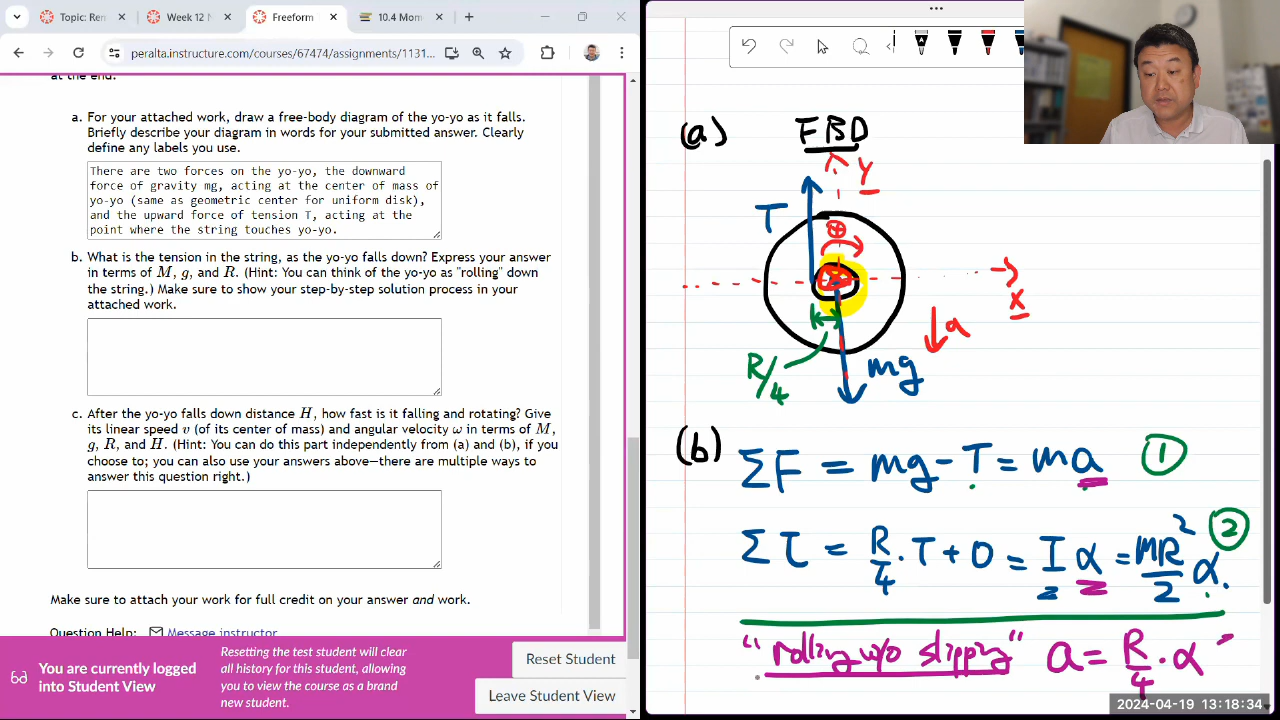 Topic: Rem
Week 12 N
Freeform
10.4 Mom
peralta.instructure.com/courses/6747/assignments/1131...
at the end.
a. For your attached work, draw a free-body diagram of the yo-yo as it falls.
Briefly describe your diagram in words for your submitted answer. Clearly
define any labels you use.
There are two forces on the yo-yo, the downward
force of gravity mg, acting at the center of mass of
yo-yo (same as geometric center for uniform disk),
and the upward force of tension T, acting at the
point where the string touches yo-yo.
b. What is the tension in the string, as the yo-yo falls down? Express your answer
in terms of M, g, and R. (Hint: You can think of the yo-yo as "rolling" down
the string.) Make sure to show your step-by-step solution process in your
attached work.
c. After the yo-yo falls down distance H, how fast is it falling and rotating? Give
its linear speed v (of its center of mass) and angular velocity ω in terms of M,
g, R, and H. (Hint: You can do this part independently from (a) and (b), if you
choose to; you can also use your answers above—there are multiple ways to
answer this question right.)
Make sure to attach your work for full credit on your answer and work.
Question Help: Message instructor
You are currently logged
into Student View
Resetting the test student will clear
all history for this student, allowing
you to view the course as a brand
new student.
Reset Student
Leave Student View
(a) FBD
y
T
⊕
x
a
R/4
mg
(b) ΣF = mg - T = ma ①
Στ = R/4 · T + 0 = I α = MR²/2 α. ②
"rolling w/o slipping" a = R/4 · α
2024-04-19 13:18:34